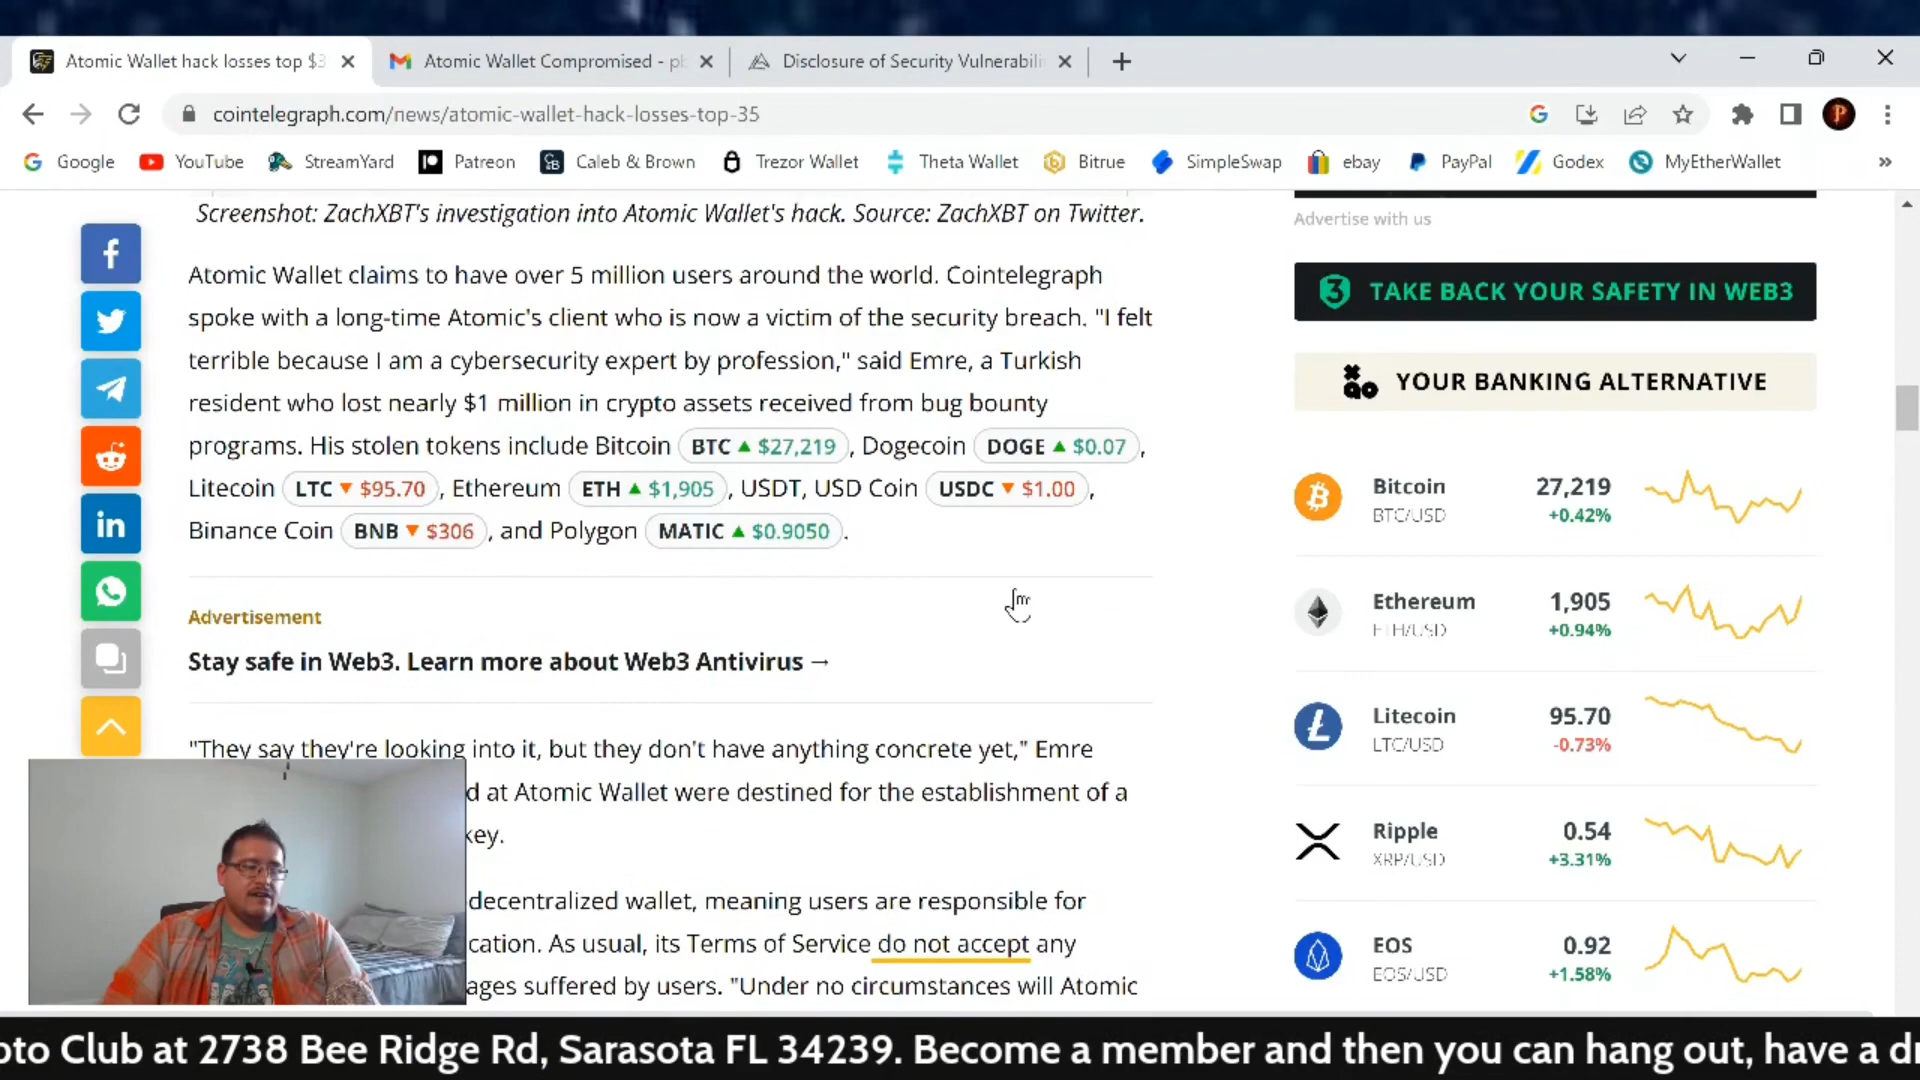 Atomic Wallet hack losses top $3
Atomic Wallet Compromised - pb
Disclosure of Security Vulnerabili
cointelegraph.com/news/atomic-wallet-hack-losses-top-35
Google YouTube StreamYard Patreon Caleb & Brown Trezor Wallet Theta Wallet Bitrue SimpleSwap ebay PayPal Godex MyEtherWallet »
Screenshot: ZachXBT's investigation into Atomic Wallet's hack. Source: ZachXBT on Twitter.
Atomic Wallet claims to have over 5 million users around the world. Cointelegraph
spoke with a long-time Atomic's client who is now a victim of the security breach. "I felt
terrible because I am a cybersecurity expert by profession," said Emre, a Turkish
resident who lost nearly $1 million in crypto assets received from bug bounty
programs. His stolen tokens include Bitcoin BTC ▲ $27,219 , Dogecoin DOGE ▲ $0.07 ,
Litecoin LTC ▼ $95.70 , Ethereum ETH ▲ $1,905 , USDT, USD Coin USDC ▼ $1.00 ,
Binance Coin BNB ▼ $306 , and Polygon MATIC ▲ $0.9050 .
Advertisement
Stay safe in Web3. Learn more about Web3 Antivirus →
"They say they're looking into it, but they don't have anything concrete yet," Emre
d at Atomic Wallet were destined for the establishment of a
key.
decentralized wallet, meaning users are responsible for
cation. As usual, its Terms of Service do not accept any
ages suffered by users. "Under no circumstances will Atomic
Advertise with us
TAKE BACK YOUR SAFETY IN WEB3
YOUR BANKING ALTERNATIVE
Bitcoin 27,219
BTC/USD +0.42%
Ethereum 1,905
ETH/USD +0.94%
Litecoin 95.70
LTC/USD -0.73%
Ripple 0.54
XRP/USD +3.31%
EOS 0.92
EOS/USD +1.58%
pto Club at 2738 Bee Ridge Rd, Sarasota FL 34239. Become a member and then you can hang out, have a dr